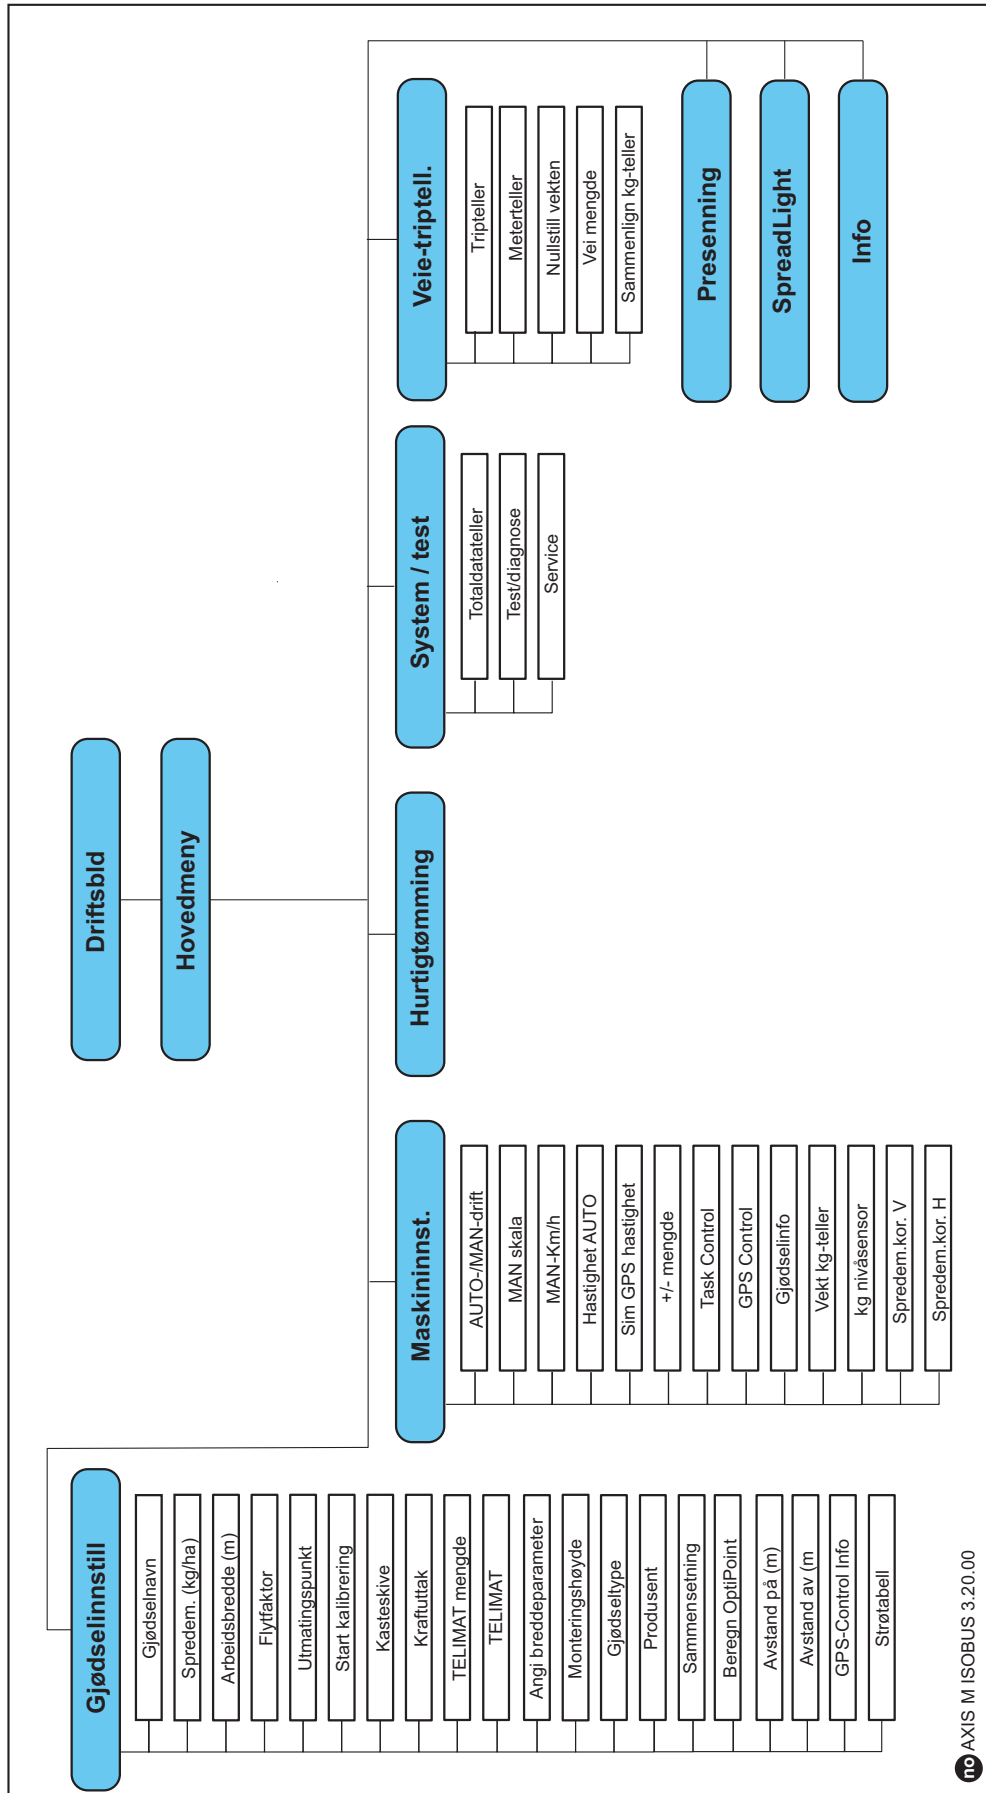 Driftsbld
Hovedmeny
Gjødselinnstill
Gjødselnavn
Spredem. (kg/ha)
Arbeidsbredde (m)
Flytfaktor
Utmatingspunkt
Start kalibrering
Kasteskive
Kraftuttak
TELIMAT mengde
TELIMAT
Angi breddeparameter
Monteringshøyde
Gjødseltype
Produsent
Sammensetning
Beregn OptiPoint
Avstand på (m)
Avstand av (m
GPS-Control Info
Strøtabell
Maskininnst.
AUTO-/MAN-drift
MAN skala
MAN-Km/h
Hastighet AUTO
Sim GPS hastighet
+/- mengde
Task Control
GPS Control
Gjødselinfo
Vekt kg-teller
kg nivåsensor
Spredem.kor. V
Spredem.kor. H
Hurtigtømming
System / test
Totaldatateller
Test/diagnose
Service
Veie-triptell.
Tripteller
Meterteller
Nullstill vekten
Vei mengde
Sammenlign kg-teller
Presenning
SpreadLight
Info
no AXIS M ISOBUS 3.20.00